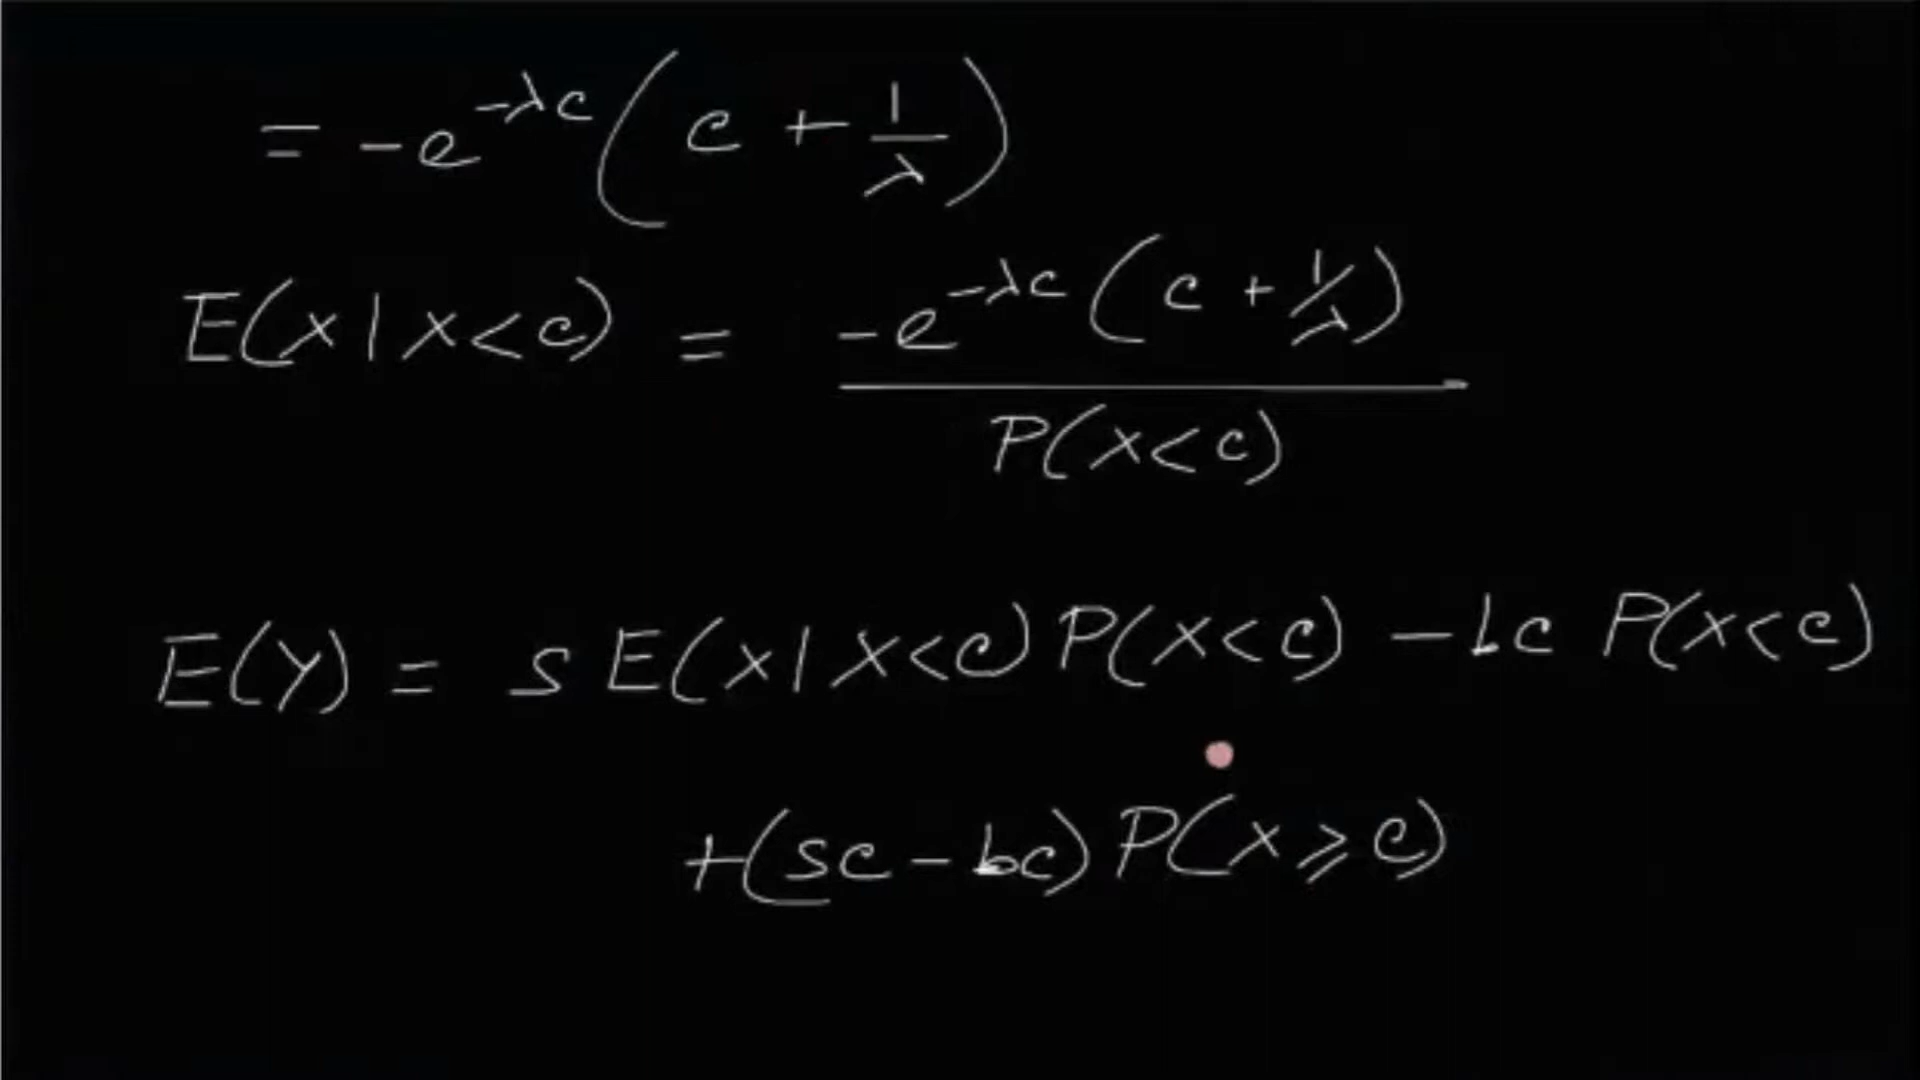 = -e^{-λc}(c + 1/λ)
E(x|x<c) = -e^{-λc}(c + 1/λ) / P(x<c)
E(y) = s E(x|x<c) P(x<c) - bc P(x<c)
+(sc - bc) P(x ⩾ c)